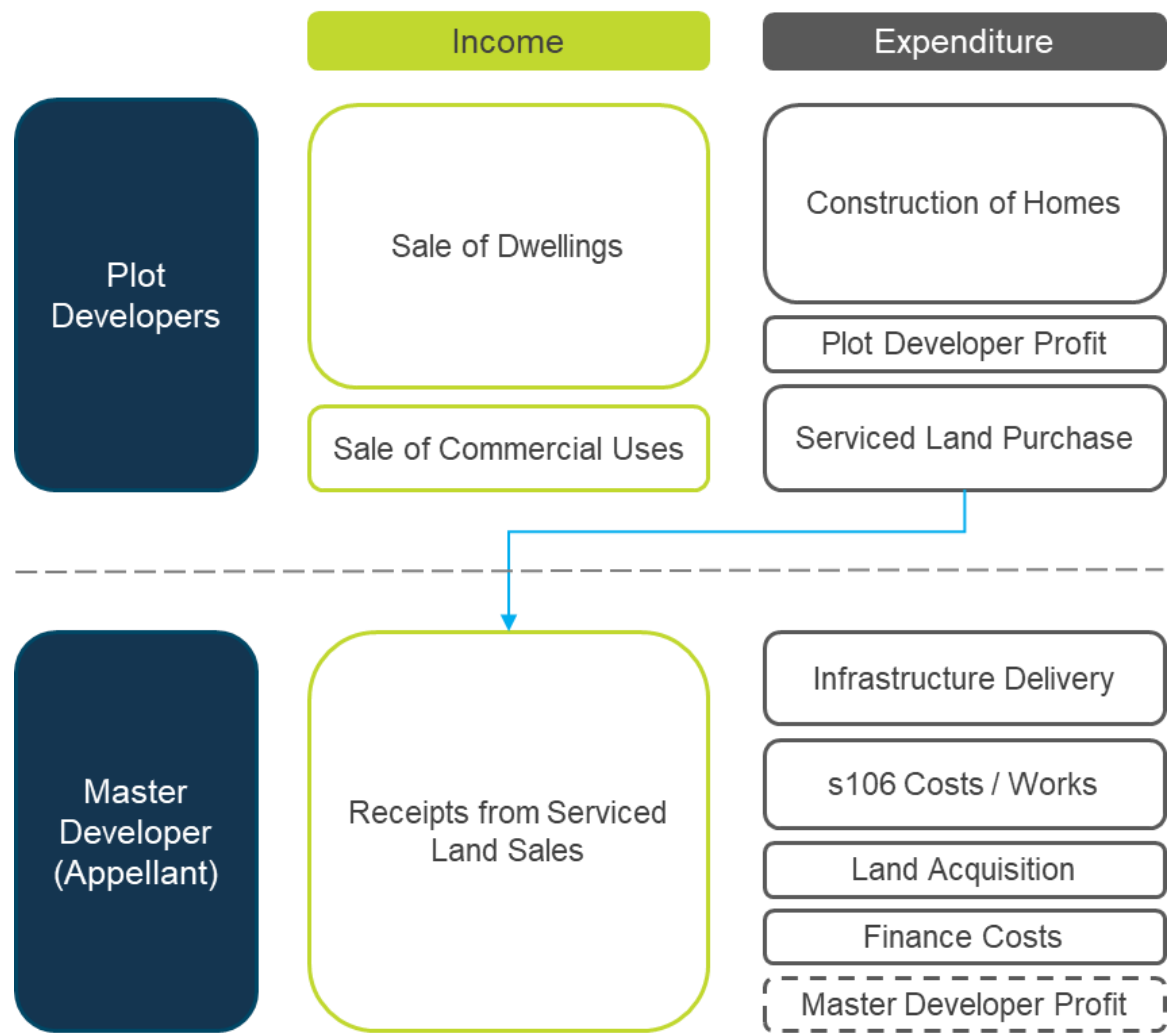 Income
Expenditure
Plot
Developers
Sale of Dwellings
Sale of Commercial Uses
Construction of Homes
Plot Developer Profit
Serviced Land Purchase
Master
Developer
(Appellant)
Receipts from Serviced
Land Sales
Infrastructure Delivery
s106 Costs / Works
Land Acquisition
Finance Costs
Master Developer Profit